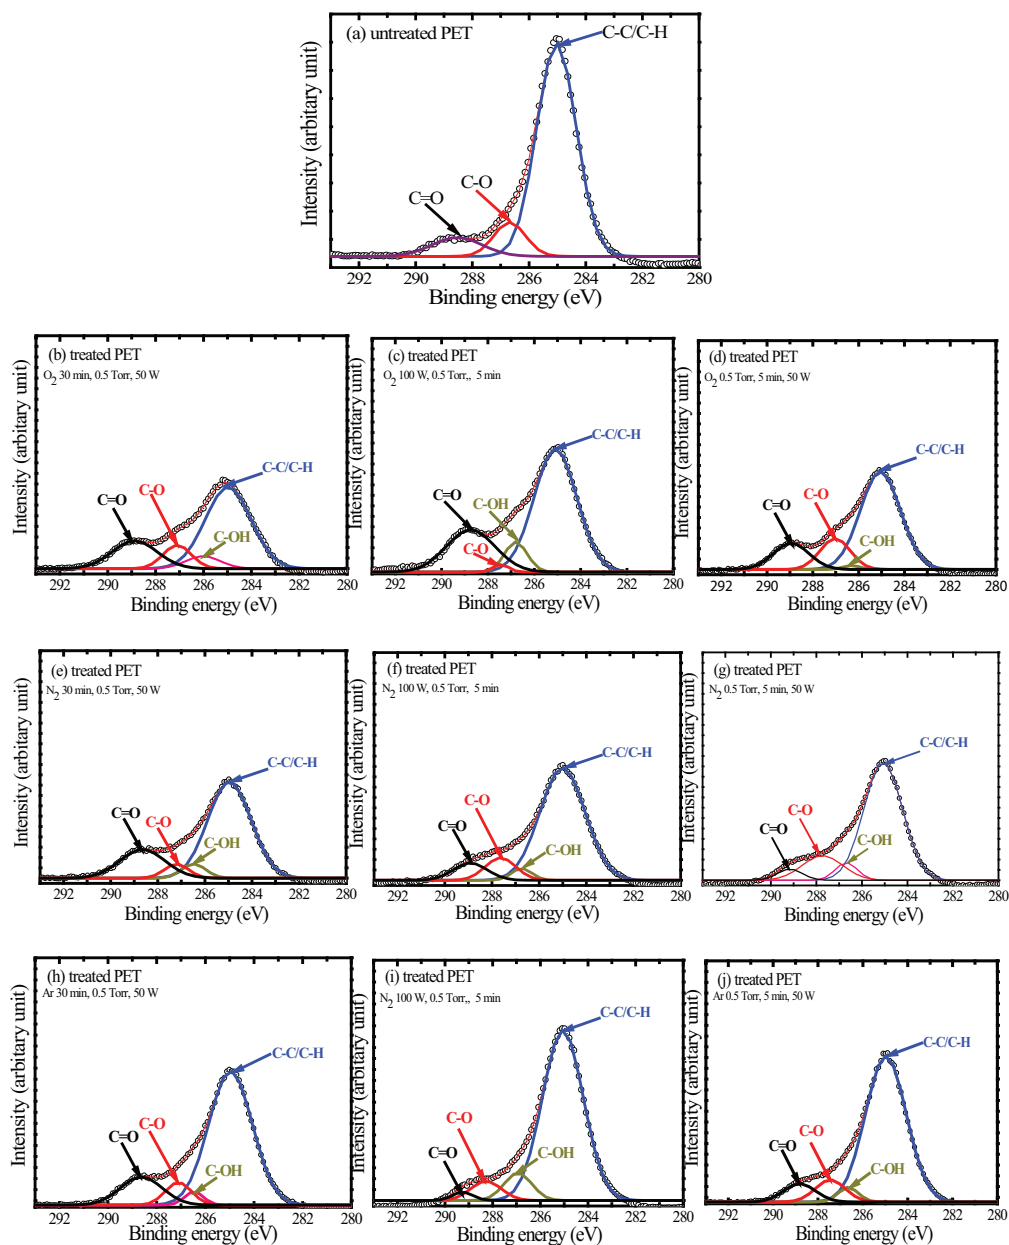 (a) untreated PET
C-C/C-H
C-O
C=O
Intensity (arbitary unit)
292 290 288 286 284 282 280
Binding energy (eV)
(b) treated PET
O2 30 min, 0.5 Torr, 50 W
C-C/C-H
C-O
C=O
C-OH
Intensity (arbitary unit)
292 290 288 286 284 282 280
Binding energy (eV)
(c) treated PET
O2 100 W, 0.5 Torr,, 5 min
C-C/C-H
C=O
C-OH
C-O
Intensity (arbitary unit)
292 290 288 286 284 282 280
Binding energy (eV)
(d) treated PET
O2 0.5 Torr, 5 min, 50 W
C-C/C-H
C=O
C-O
C-OH
Intensity (arbitary unit)
292 290 288 286 284 282 280
Binding energy (eV)
(e) treated PET
N2 30 min, 0.5 Torr, 50 W
C-C/C-H
C=O
C-O
C-OH
Intensity (arbitary unit)
292 290 288 286 284 282 280
Binding energy (eV)
(f) treated PET
N2 100 W, 0.5 Torr, 5 min
C-C/C-H
C-O
C=O
C-OH
Intensity (arbitary unit)
292 290 288 286 284 282 280
Binding energy (eV)
(g) treated PET
N2 0.5 Torr, 5 min, 50 W
C-C/C-H
C-O
C=O
C-OH
Intensity (arbitary unit)
292 290 288 286 284 282 280
Binding energy (eV)
(h) treated PET
Ar 30 min, 0.5 Torr, 50 W
C-C/C-H
C-O
C=O
C-OH
Intensity (arbitary unit)
292 290 288 286 284 282 280
Binding energy (eV)
(i) treated PET
N2 100 W, 0.5 Torr,, 5 min
C-C/C-H
C-O
C=O
C-OH
Intensity (arbitary unit)
292 290 288 286 284 282 280
Binding energy (eV)
(j) treated PET
Ar 0.5 Torr, 5 min, 50 W
C-C/C-H
C=O
C-O
C-OH
Intensity (arbitary unit)
292 290 288 286 284 282 280
Binding energy (eV)